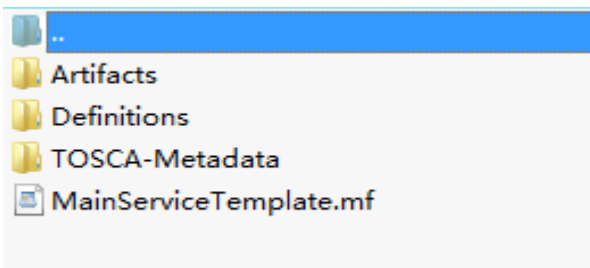 ..
Artifacts
Definitions
TOSCA-Metadata
MainServiceTemplate.mf